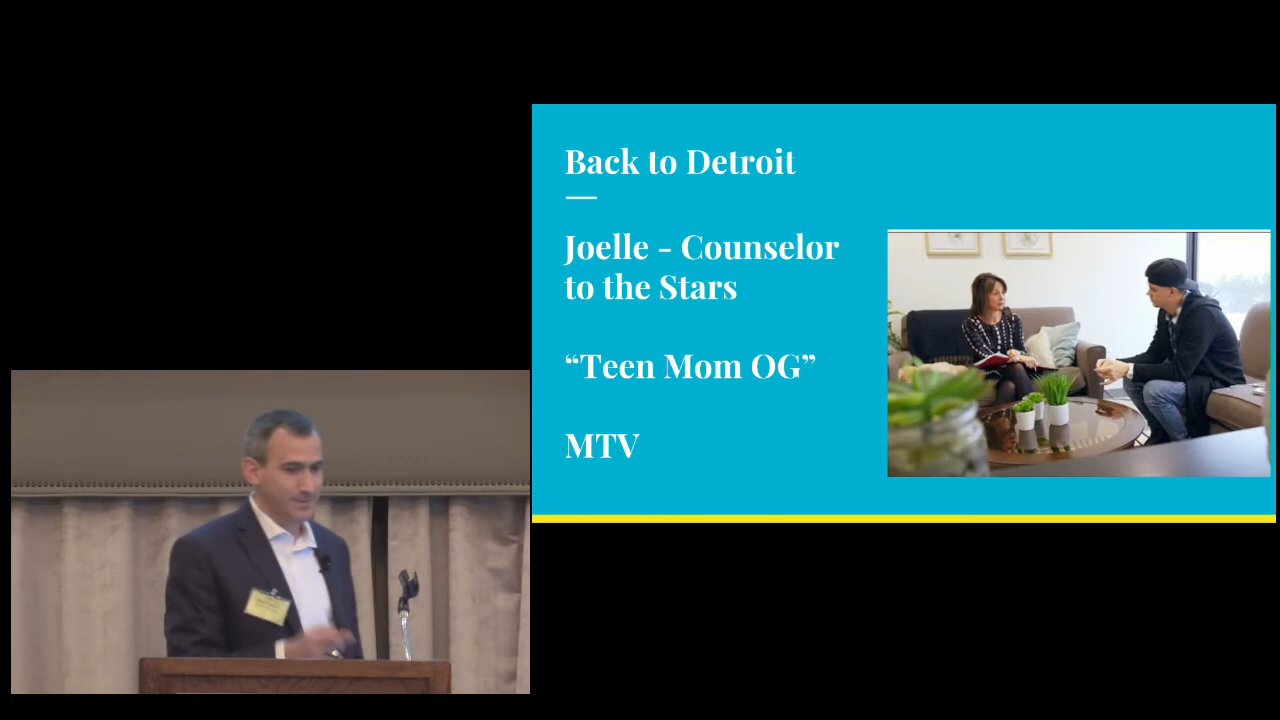 Back to Detroit
Joelle - Counselor
to the Stars
“Teen Mom OG”
MTV